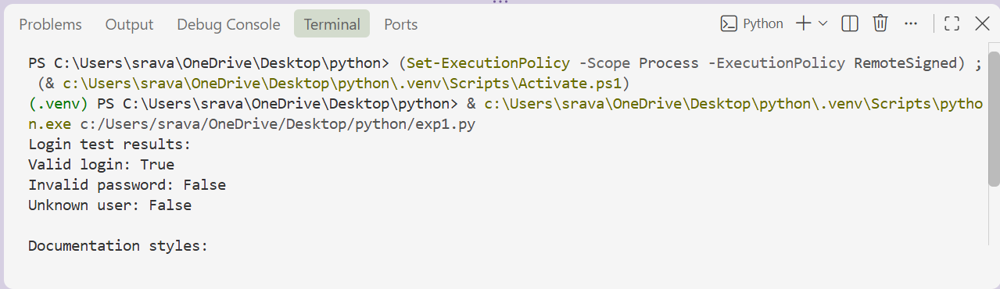 Problems Output Debug Console Terminal Ports Python
PS C:\Users\srava\OneDrive\Desktop\python> (Set-ExecutionPolicy -Scope Process -ExecutionPolicy RemoteSigned) ;
(& c:\Users\srava\OneDrive\Desktop\python\.venv\Scripts\Activate.ps1)
(.venv) PS C:\Users\srava\OneDrive\Desktop\python> & c:\Users\srava\OneDrive\Desktop\python\.venv\Scripts\pytho
n.exe c:/Users/srava/OneDrive/Desktop/python/exp1.py
Login test results:
Valid login: True
Invalid password: False
Unknown user: False
Documentation styles: